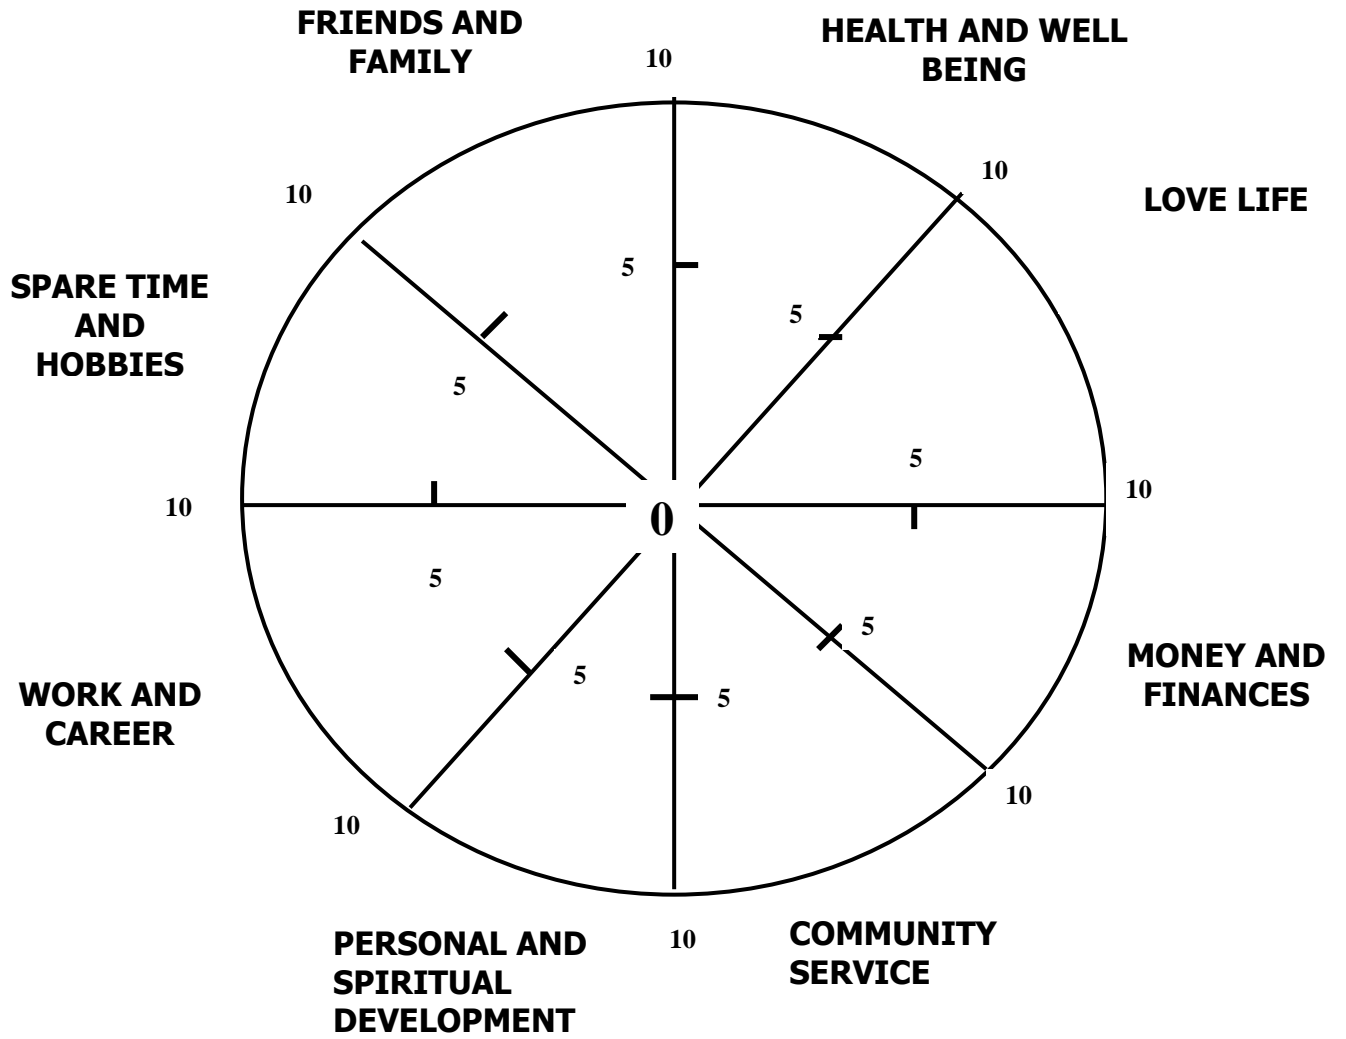 FRIENDS AND
FAMILY
10
HEALTH AND WELL
BEING
10
LOVE LIFE
10
5
SPARE TIME
AND
HOBBIES
5
5
5
10
10
0
5
5
5
5
MONEY AND
FINANCES
WORK AND
CAREER
10
10
PERSONAL AND
SPIRITUAL
DEVELOPMENT
10
COMMUNITY
SERVICE